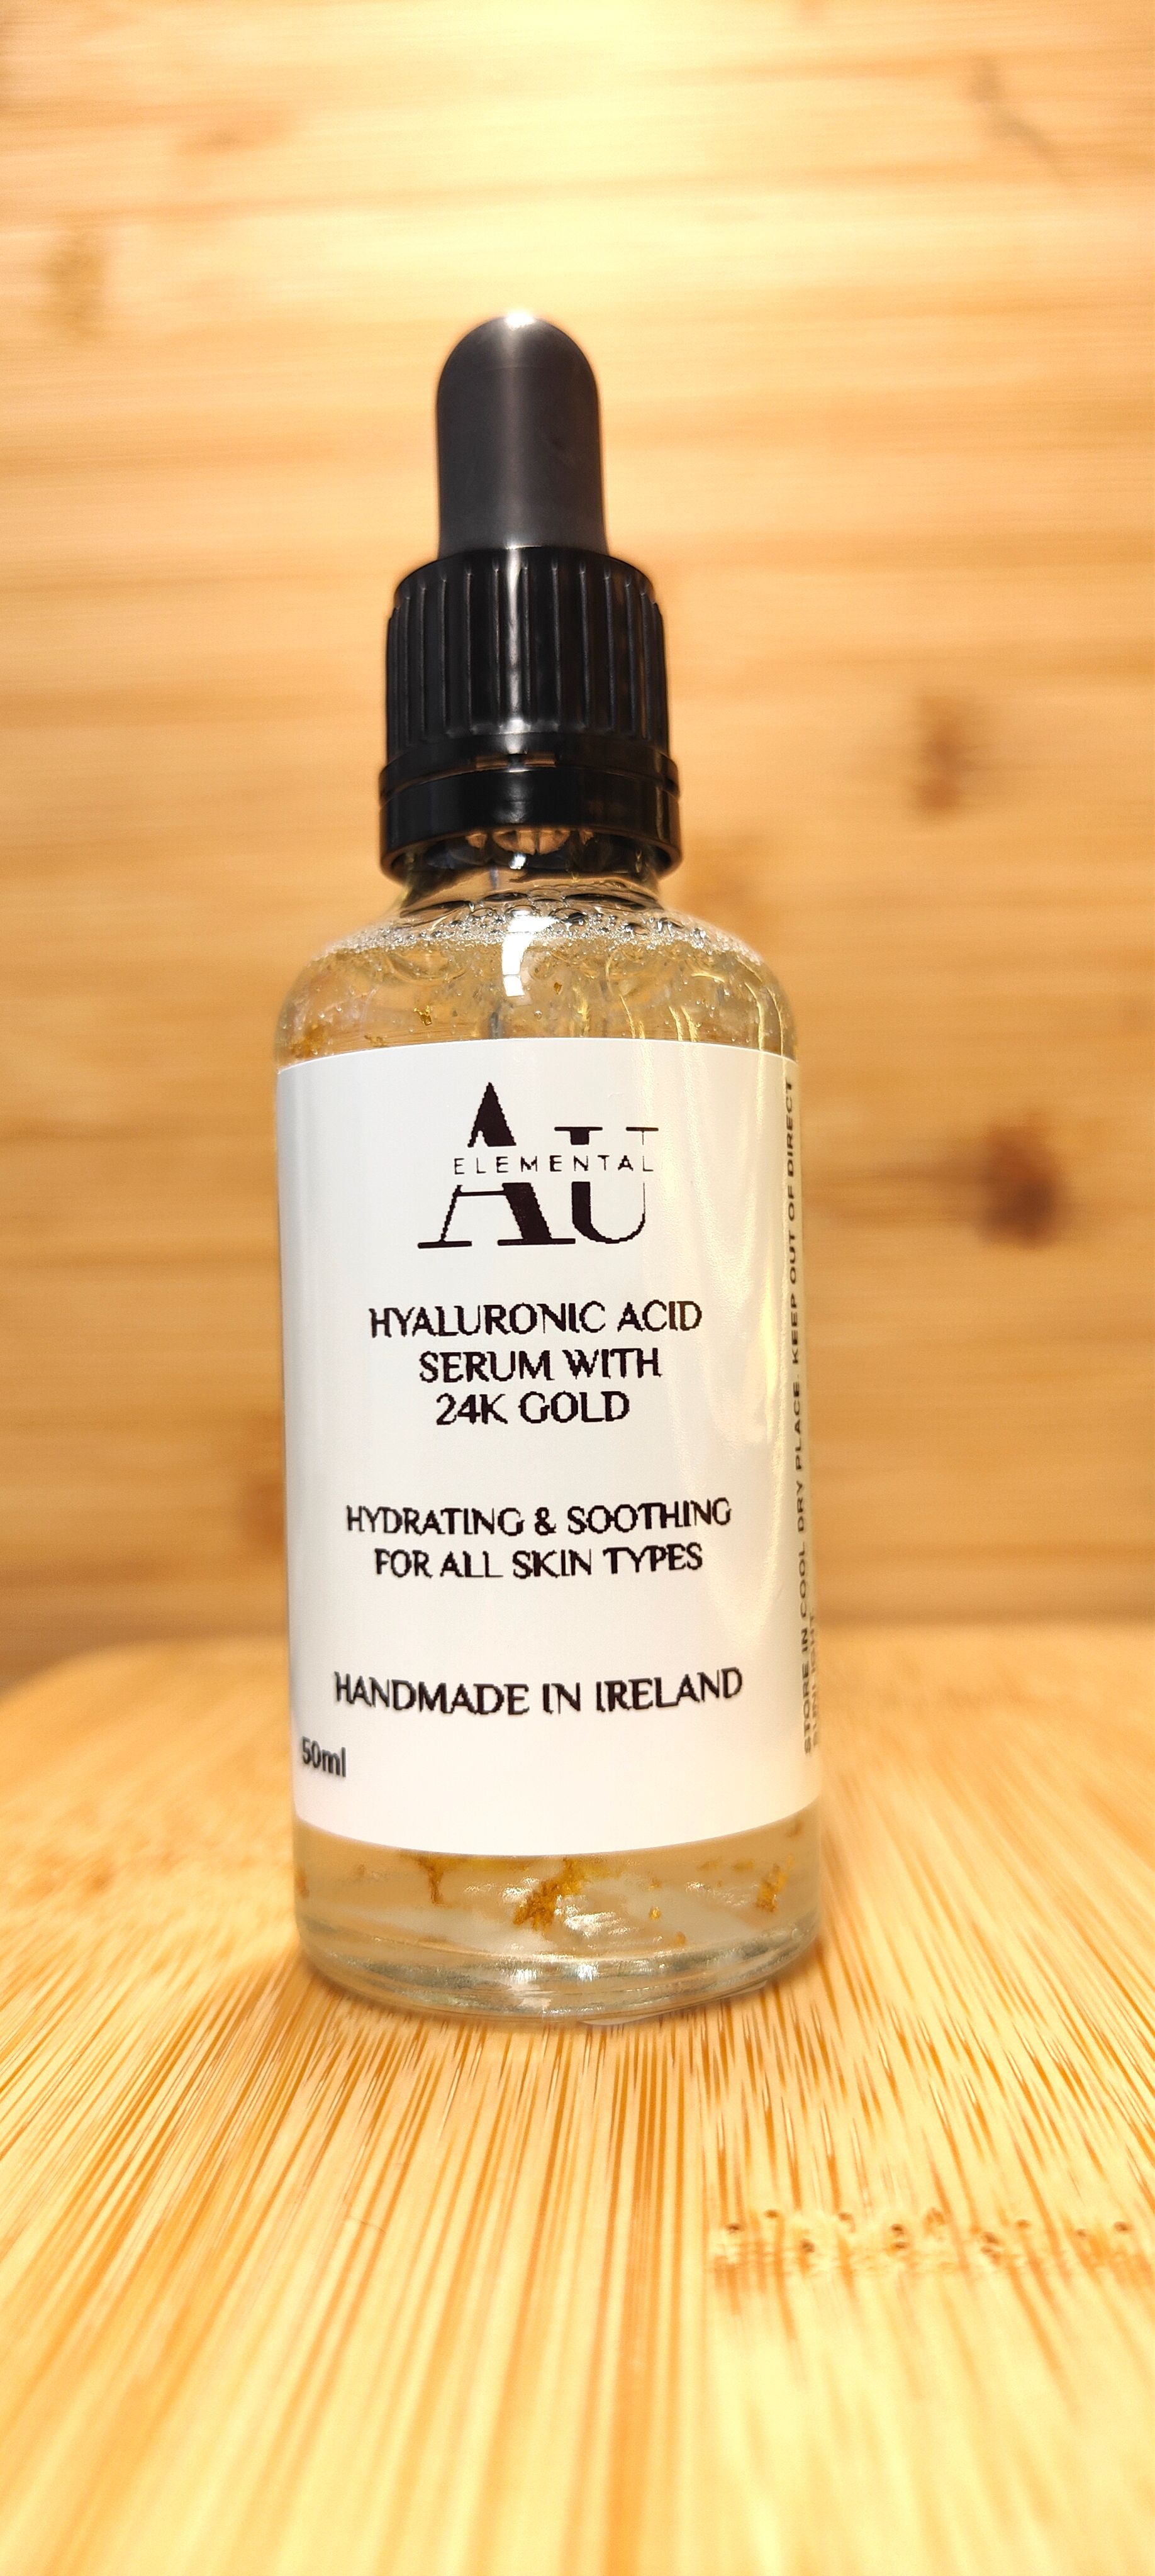 AU
ELEMENTAL
HYALURONIC ACID
SERUM WITH
24K GOLD
HYDRATING & SOOTHING
FOR ALL SKIN TYPES
HANDMADE IN IRELAND
50ml
STORE IN COOL DRY PLACE. KEEP OUT OF DIRECT
SUNLIGHT.